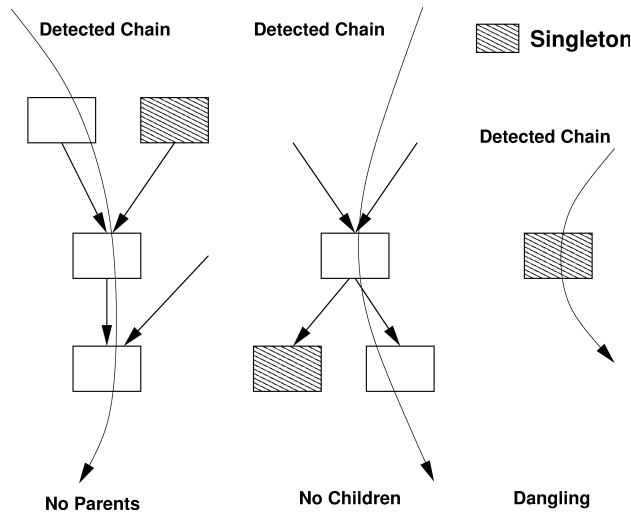 Detected Chain
Detected Chain
Singleton
Detected Chain
No Parents
No Children
Dangling